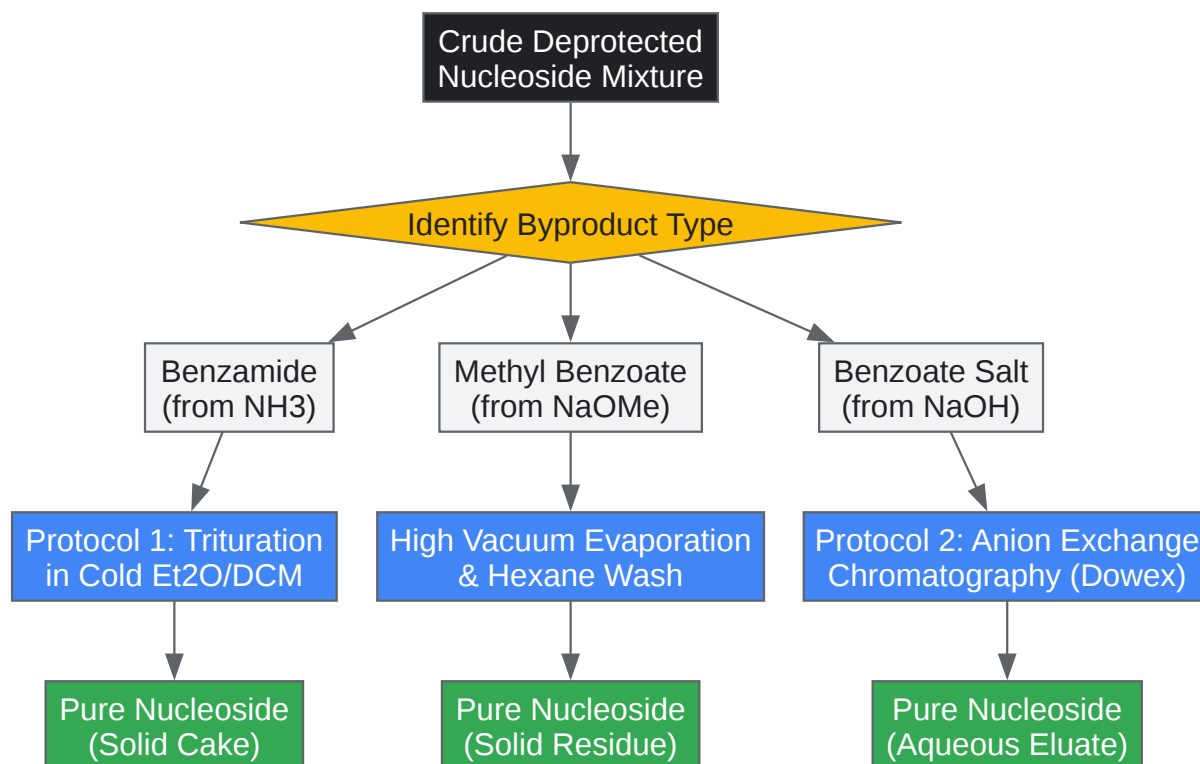 Crude Deprotected
Nucleoside Mixture
Identify Byproduct Type
Benzamide
(from NH3)
Methyl Benzoate
(from NaOMe)
Benzoate Salt
(from NaOH)
Protocol 1: Trituration
in Cold Et2O/DCM
High Vacuum Evaporation
& Hexane Wash
Protocol 2: Anion Exchange
Chromatography (Dowex)
Pure Nucleoside
(Solid Cake)
Pure Nucleoside
(Solid Residue)
Pure Nucleoside
(Aqueous Eluate)